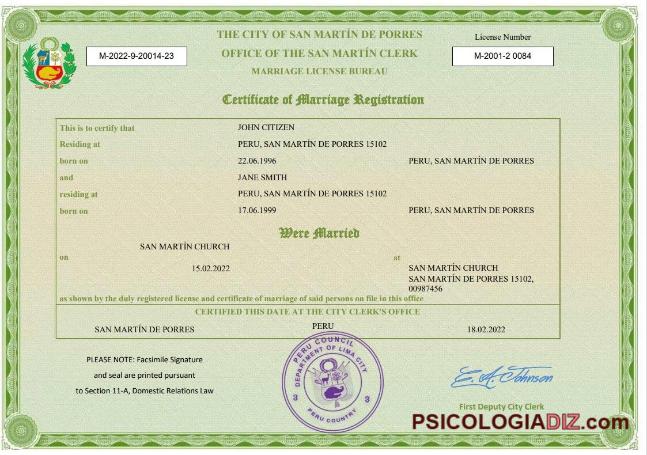 THE CITY OF SAN MARTÍN DE PORRES
License Number
M-2022-9-20014-23
OFFICE OF THE SAN MARTÍN CLERK
M-2001-2 0084
MARRIAGE LICENSE BUREAU
Certificate of Marriage Registration
This is to certify that JOHN CITIZEN
Residing at PERU, SAN MARTÍN DE PORRES 15102
born on 22.06.1996 PERU, SAN MARTÍN DE PORRES
and JANE SMITH
residing at PERU, SAN MARTÍN DE PORRES 15102
born on 17.06.1999 PERU, SAN MARTÍN DE PORRES
Were Married
SAN MARTÍN CHURCH
on at
15.02.2022 SAN MARTÍN CHURCH
SAN MARTÍN DE PORRES 15102,
00987456
as shown by the duly registered license and certificate of marriage of said persons on file in this office
CERTIFIED THIS DATE AT THE CITY CLERK'S OFFICE
SAN MARTÍN DE PORRES PERU 18.02.2022
PLEASE NOTE: Facsimile Signature
and seal are printed pursuant
to Section 11-A, Domestic Relations Law
PERU COUNCIL
DEPARTMENT OF LIMA CITY
3 3
PERU COUNTRY
E. A. Johnson
First Deputy City Clerk
PSICOLOGIADIZ.com